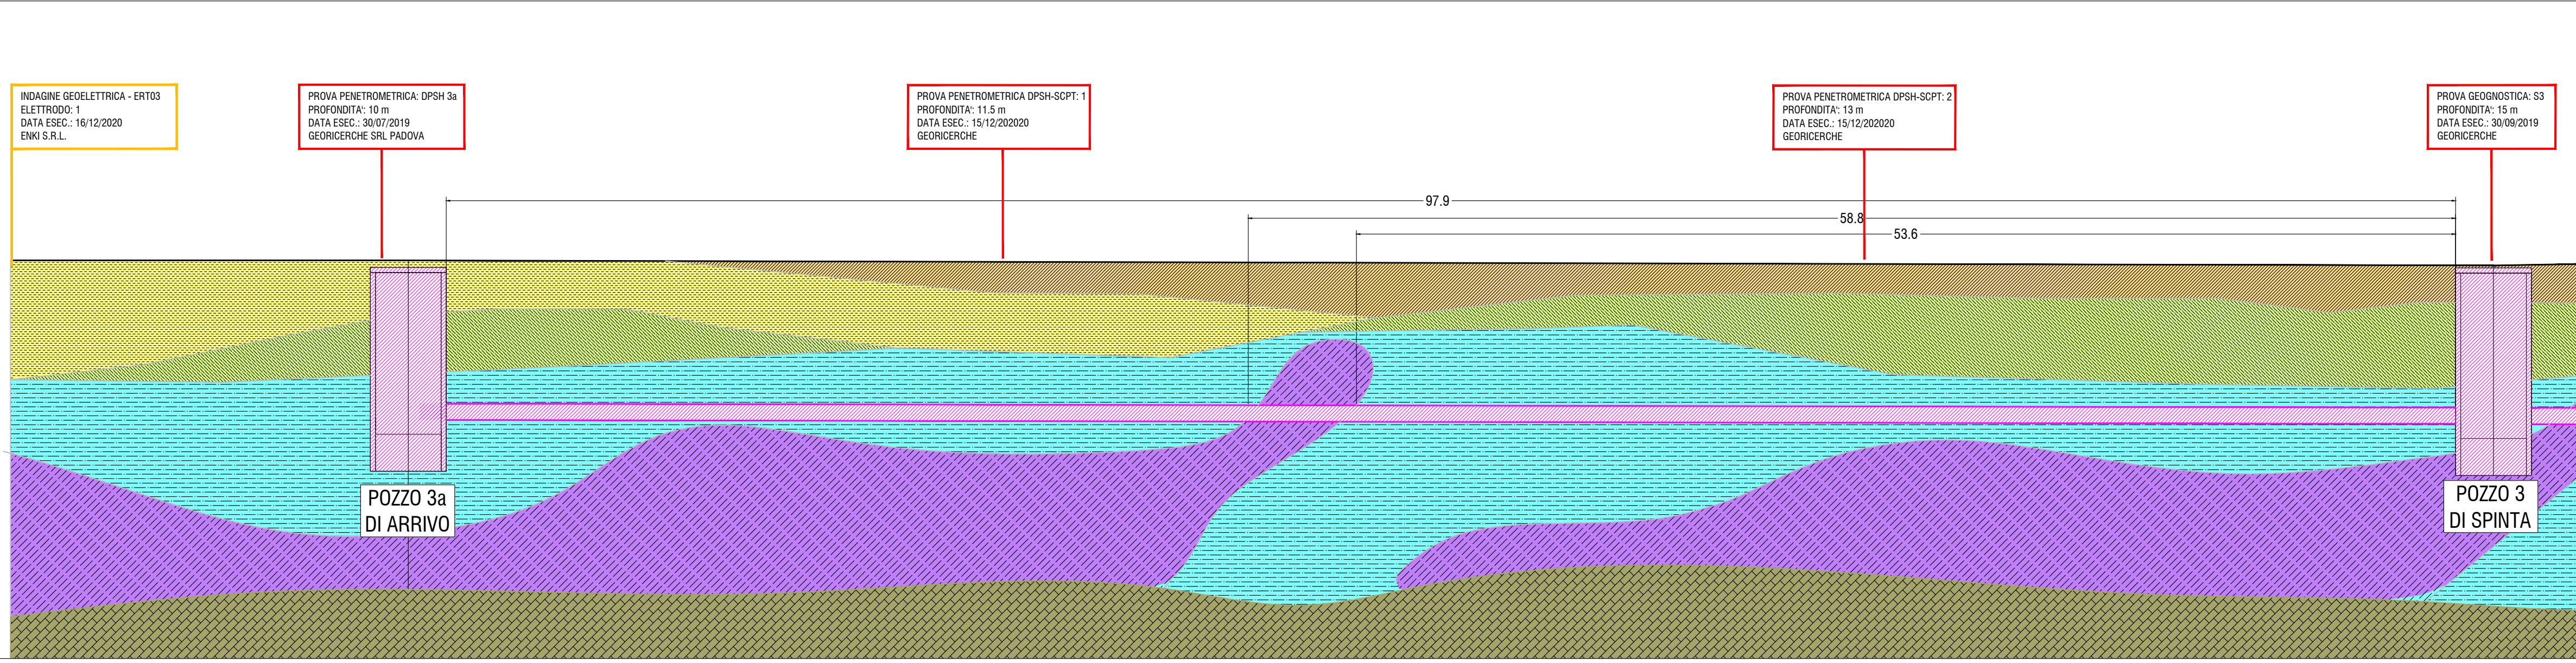 INDAGINE GEOELETTRICA - ERT03
ELETTRODO: 1
DATA ESEC.: 16/12/2020
ENKI S.R.L.
PROVA PENETROMETRICA: DPSH 3a
PROFONDITA': 10 m
DATA ESEC.: 30/07/2019
GEORICERCHE SRL PADOVA
PROVA PENETROMETRICA DPSH-SCPT: 1
PROFONDITA': 11.5 m
DATA ESEC.: 15/12/202020
GEORICERCHE
PROVA PENETROMETRICA DPSH-SCPT: 2
PROFONDITA': 13 m
DATA ESEC.: 15/12/202020
GEORICERCHE
PROVA GEOGNOSTICA: S3
PROFONDITA': 15 m
DATA ESEC.: 30/09/2019
GEORICERCHE
97.9
58.8
53.6
POZZO 3a
DI ARRIVO
POZZO 3
DI SPINTA